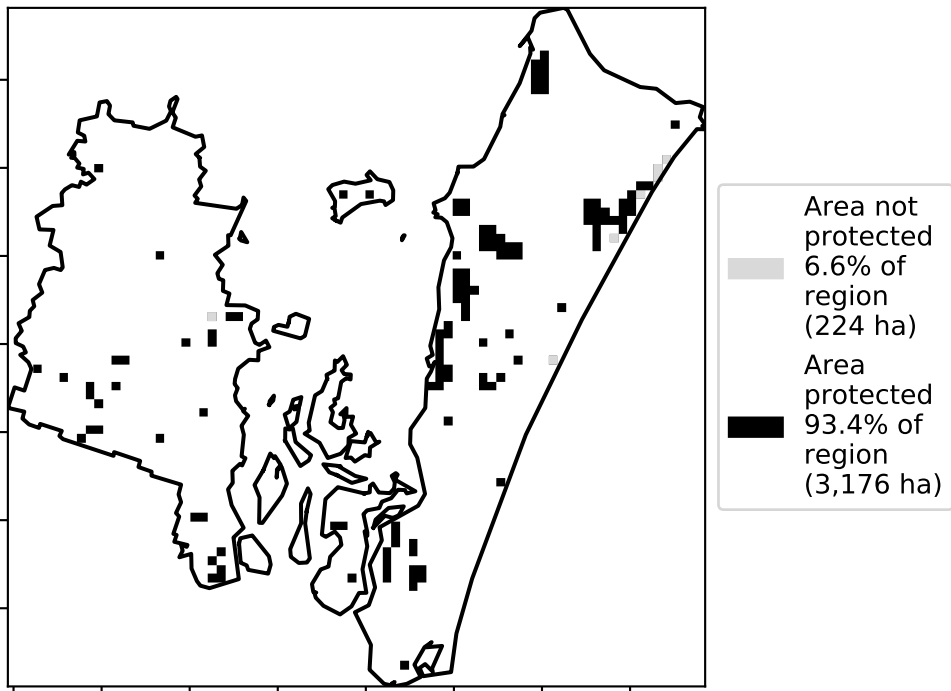 Area not
protected
6.6% of
region
(224 ha)
Area
protected
93.4% of
region
(3,176 ha)